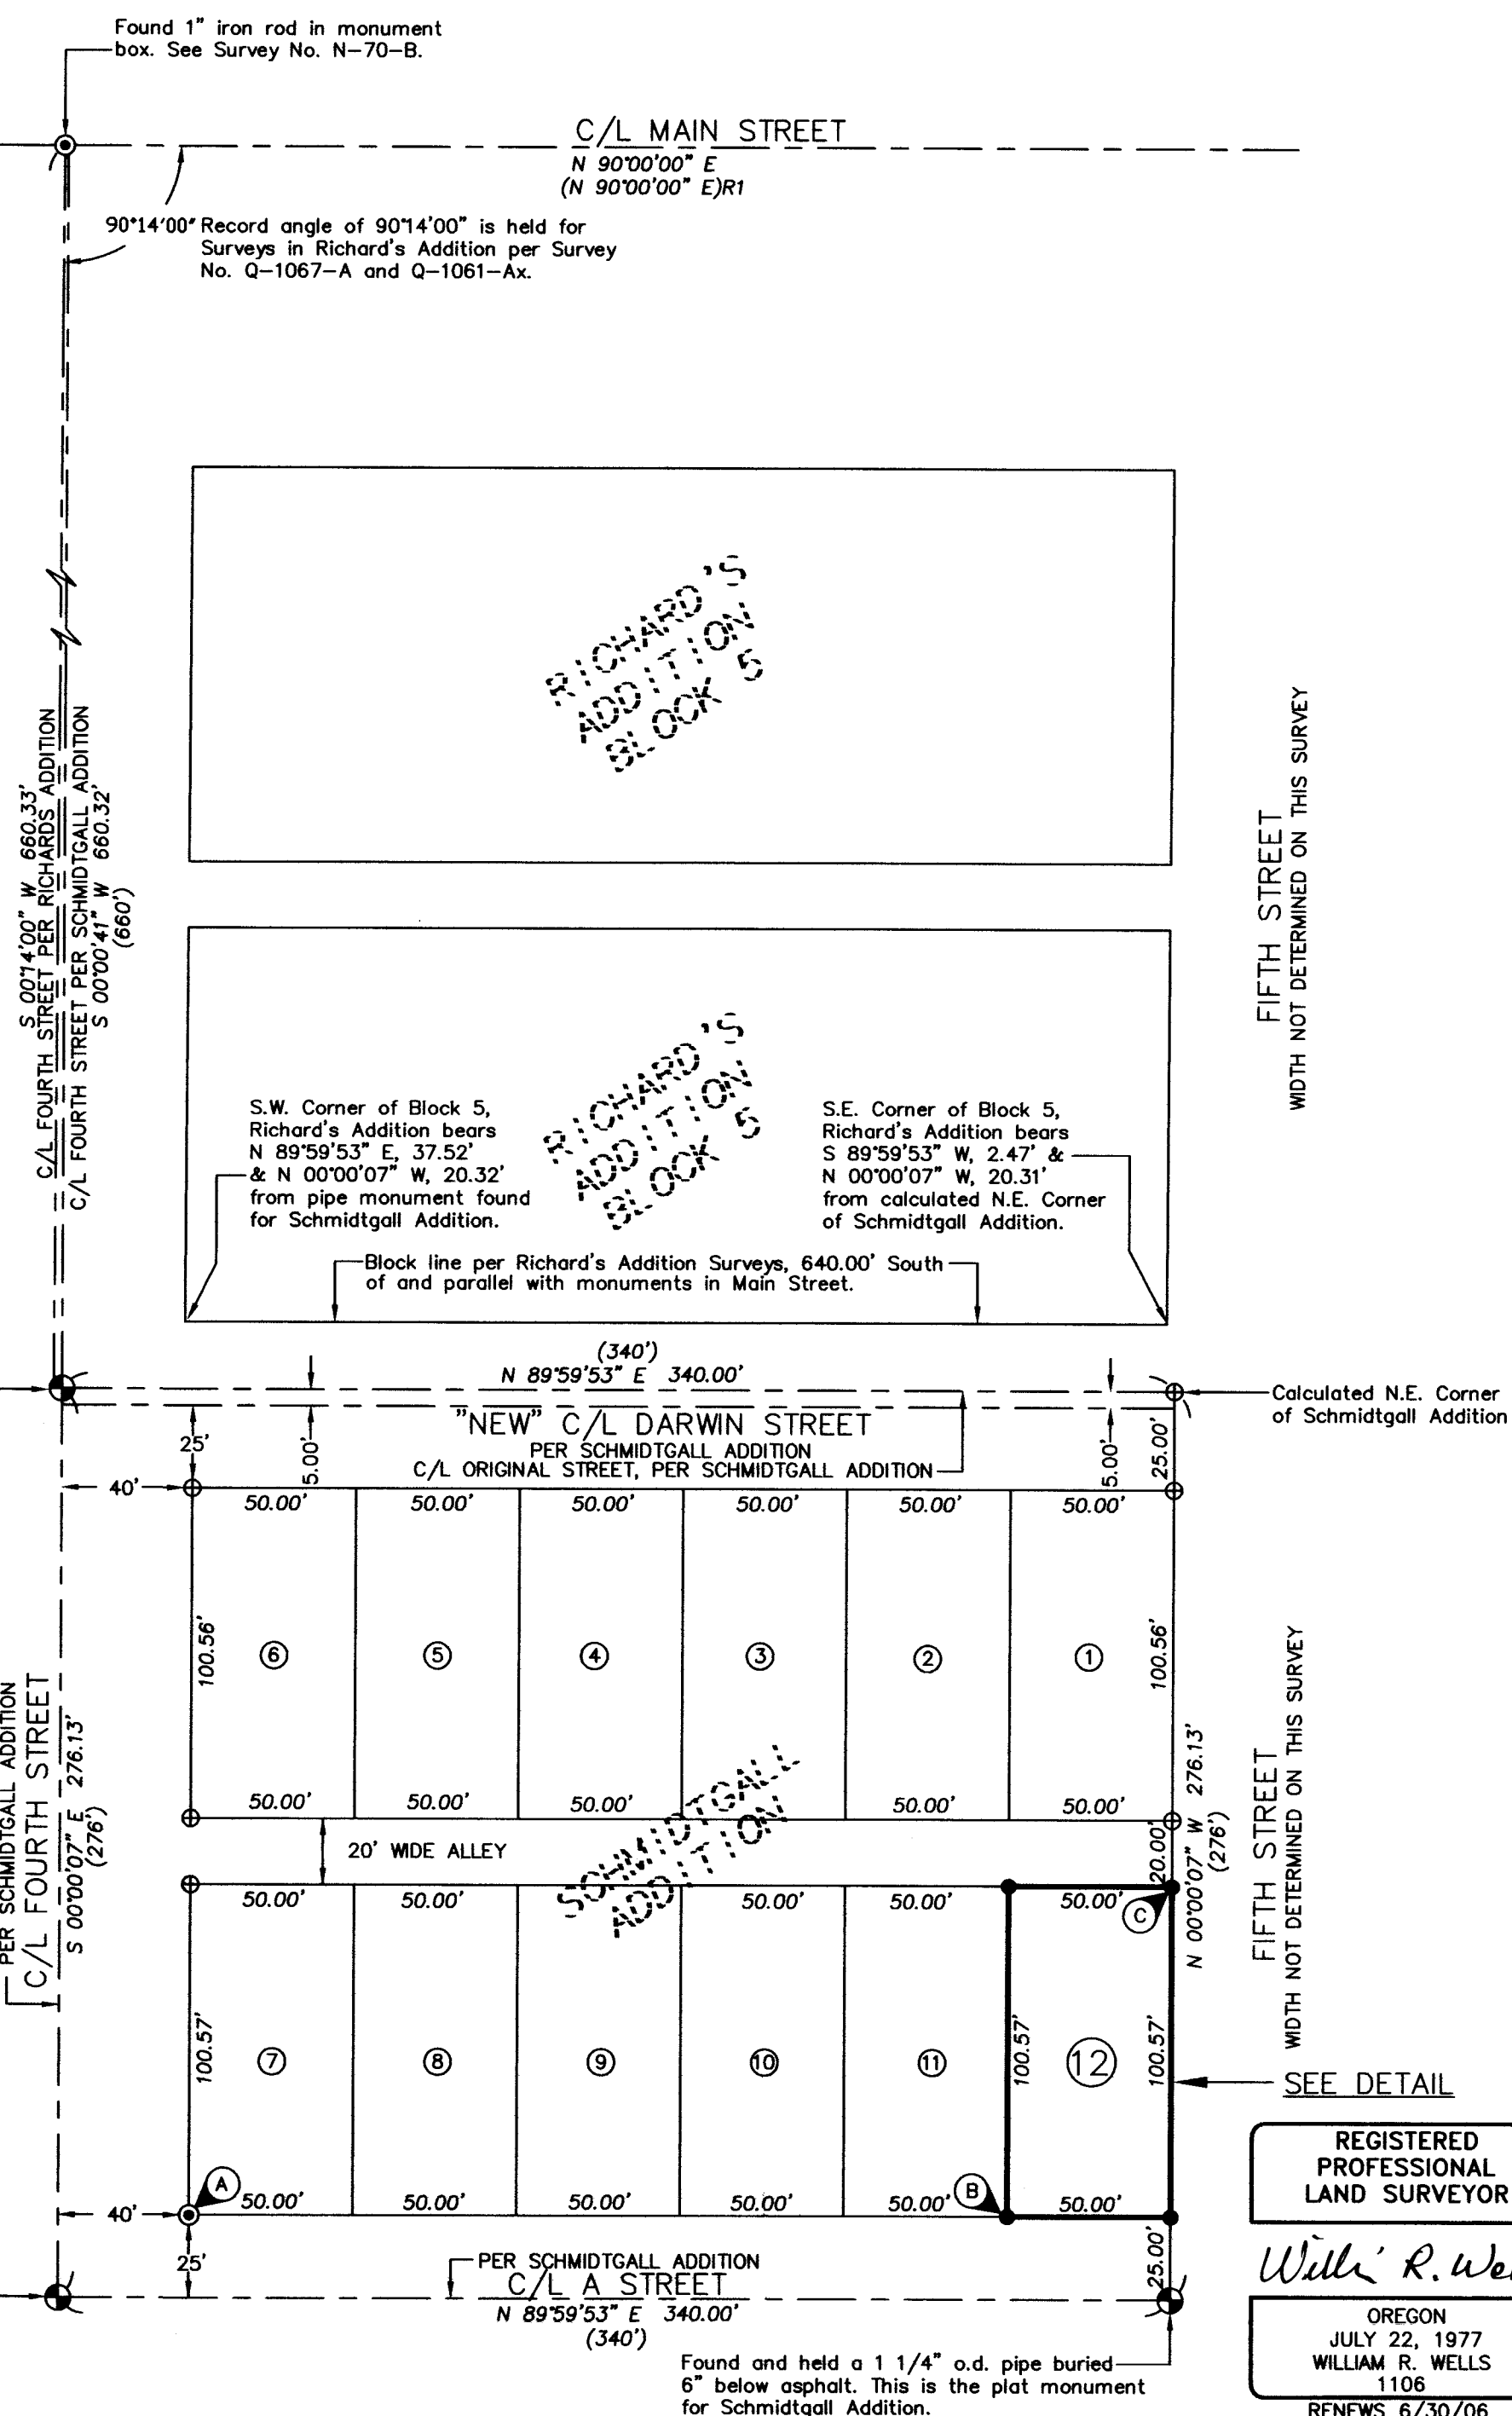 Found 1" iron rod in monument
box. See Survey No. N-70-B.
C/L MAIN STREET
N 90°00'00" E
(N 90°00'00" E)R1
90°14'00" Record angle of 90°14'00" is held for
Surveys in Richard's Addition per Survey
No. Q-1067-A and Q-1061-Ax.
RICHARD'S
ADDITION
BLOCK 5
S 00°14'00" W 660.33'
C/L FOURTH STREET PER RICHARDS ADDITION
C/L FOURTH STREET PER SCHMIDTGALL ADDITION
S 00°00'41" W 660.32'
(660')
FIFTH STREET
WIDTH NOT DETERMINED ON THIS SURVEY
RICHARD'S
ADDITION
BLOCK 5
S.W. Corner of Block 5,
Richard's Addition bears
N 89°59'53" E, 37.52'
& N 00°00'07" W, 20.32'
from pipe monument found
for Schmidtgall Addition.
S.E. Corner of Block 5,
Richard's Addition bears
S 89°59'53" W, 2.47' &
N 00°00'07" W, 20.31'
from calculated N.E. Corner
of Schmidtgall Addition.
Block line per Richard's Addition Surveys, 640.00' South
of and parallel with monuments in Main Street.
(340')
N 89°59'53" E 340.00'
Calculated N.E. Corner
of Schmidtgall Addition
"NEW" C/L DARWIN STREET
PER SCHMIDTGALL ADDITION
C/L ORIGINAL STREET, PER SCHMIDTGALL ADDITION
25'
5.00'
5.00'
25.00'
40'
50.00' 50.00' 50.00' 50.00' 50.00' 50.00'
100.56'
6 5 4 3 2 1
100.56'
PER SCHMIDTGALL ADDITION
C/L FOURTH STREET
S 00°00'07" E 276.13'
(276')
50.00' 50.00' 50.00' 50.00' 50.00'
20' WIDE ALLEY
SCHMIDTGALL
ADDITION
20.00'
N 00°00'07" W 276.13'
(276')
FIFTH STREET
WIDTH NOT DETERMINED ON THIS SURVEY
50.00' 50.00' 50.00' 50.00' 50.00' 50.00'
C
100.57'
7 8 9 10 11
100.57'
12
100.57'
SEE DETAIL
A
50.00' 50.00' 50.00' 50.00' 50.00'
B
50.00'
40'
25'
25.00'
PER SCHMIDTGALL ADDITION
C/L A STREET
N 89°59'53" E 340.00'
(340')
Found and held a 1 1/4" o.d. pipe buried
6" below asphalt. This is the plat monument
for Schmidtgall Addition.
REGISTERED
PROFESSIONAL
LAND SURVEYOR
OREGON
JULY 22, 1977
WILLIAM R. WELLS
1106
RENEWS 6/30/06